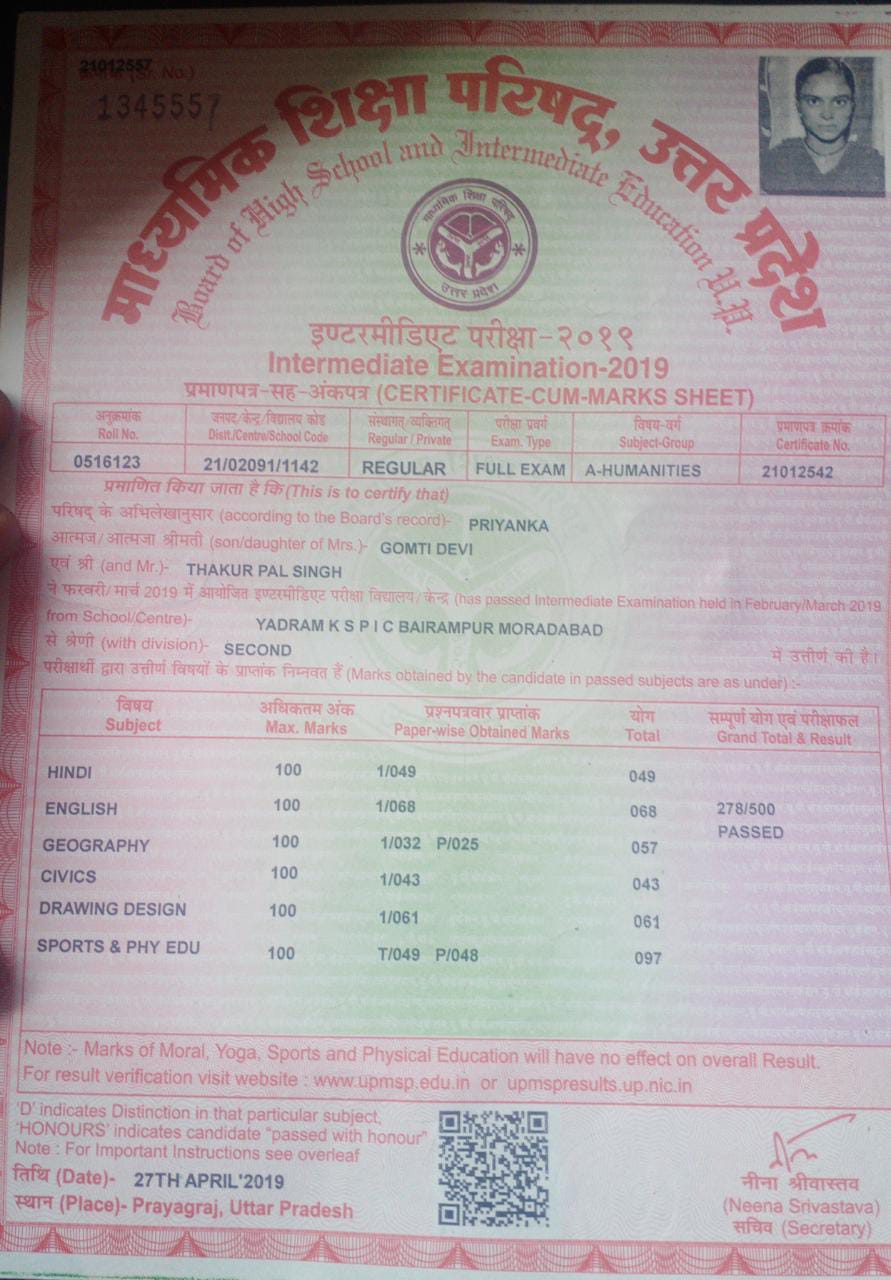 21012557
(Sr. No.)
1345557
माध्यमिक शिक्षा परिषद्, उत्तर प्रदेश
Board of High School and Intermediate Education U.P.
माध्यमिक शिक्षा परिषद्
उत्तर प्रदेश
इण्टरमीडिएट परीक्षा-२०१९
Intermediate Examination-2019
प्रमाणपत्र-सह-अंकपत्र (CERTIFICATE-CUM-MARKS SHEET)
अनुक्रमांक जनपद/केन्द्र/विद्यालय कोड संस्थागत/व्यक्तिगत परीक्षा प्रवर्ग विषय-वर्ग प्रमाणपत्र क्रमांक
Roll No. Distt./Centre/School Code Regular / Private Exam. Type Subject-Group Certificate No.
0516123 21/02091/1142 REGULAR FULL EXAM A-HUMANITIES 21012542
प्रमाणित किया जाता है कि (This is to certify that)
परिषद् के अभिलेखानुसार (according to the Board's record)- PRIYANKA
आत्मज/आत्मजा श्रीमती (son/daughter of Mrs.)- GOMTI DEVI
एवं श्री (and Mr.)- THAKUR PAL SINGH
ने फरवरी/मार्च 2019 में आयोजित इण्टरमीडिएट परीक्षा विद्यालय/केन्द्र (has passed Intermediate Examination held in February/March 2019
from School/Centre)- YADRAM K S P I C BAIRAMPUR MORADABAD
से श्रेणी (with division)- SECOND में उत्तीर्ण की है।
परीक्षार्थी द्वारा उत्तीर्ण विषयों के प्राप्तांक निम्नवत हैं (Marks obtained by the candidate in passed subjects are as under) :-
विषय अधिकतम अंक प्रश्नपत्रवार प्राप्तांक योग सम्पूर्ण योग एवं परीक्षाफल
Subject Max. Marks Paper-wise Obtained Marks Total Grand Total & Result
HINDI 100 1/049 049
ENGLISH 100 1/068 068 278/500
PASSED
GEOGRAPHY 100 1/032 P/025 057
CIVICS 100 1/043 043
DRAWING DESIGN 100 1/061 061
SPORTS & PHY EDU 100 T/049 P/048 097
Note :- Marks of Moral, Yoga, Sports and Physical Education will have no effect on overall Result.
For result verification visit website : www.upmsp.edu.in or upmspresults.up.nic.in
'D' indicates Distinction in that particular subject,
'HONOURS' indicates candidate "passed with honour"
Note : For Important Instructions see overleaf
तिथि (Date)- 27TH APRIL'2019
स्थान (Place)- Prayagraj, Uttar Pradesh
नीना श्रीवास्तव
(Neena Srivastava)
सचिव (Secretary)